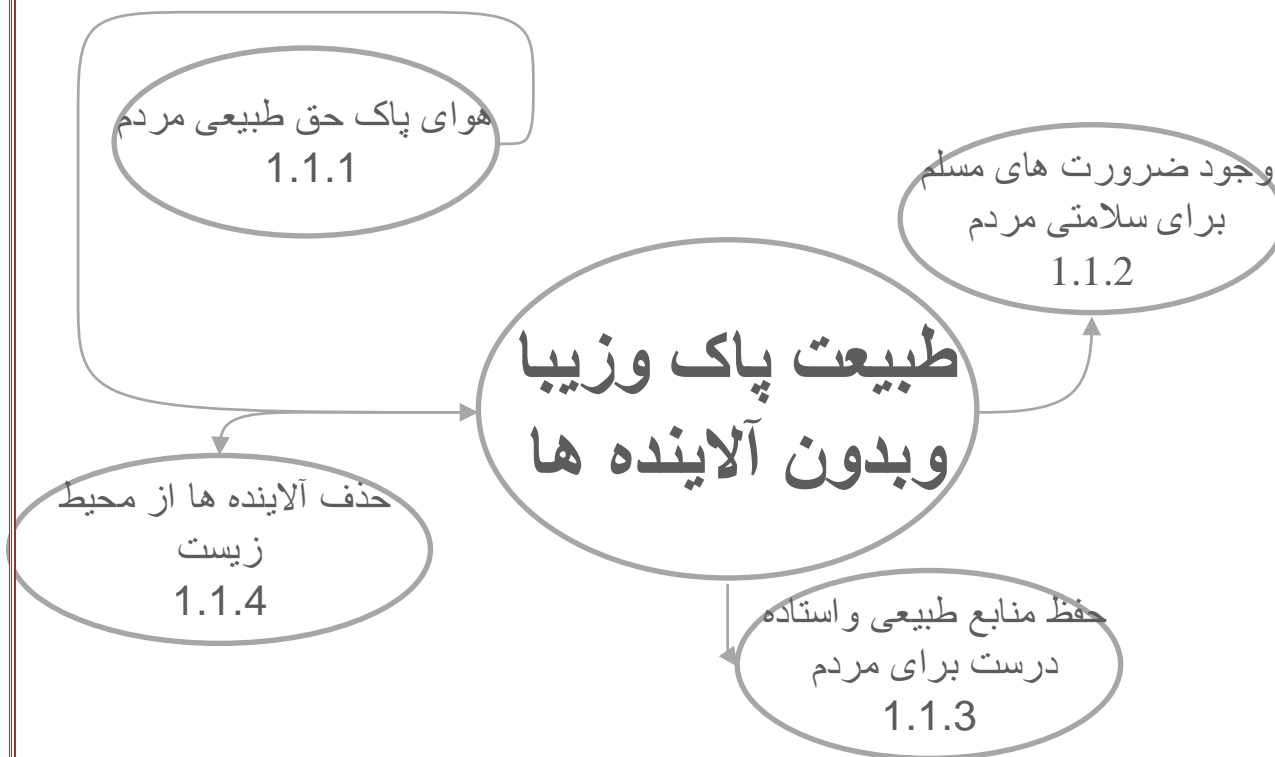 هوای پاک حق طبیعی مردم
1.1.1
وجود ضرورت های مسلم
برای سلامتی مردم
1.1.2
طبیعت پاک وزیبا
وبدون آلاینده ها
حذف آلاینده ها از محیط
زیست
1.1.4
حفظ منابع طبیعی واستاده
درست برای مردم
1.1.3